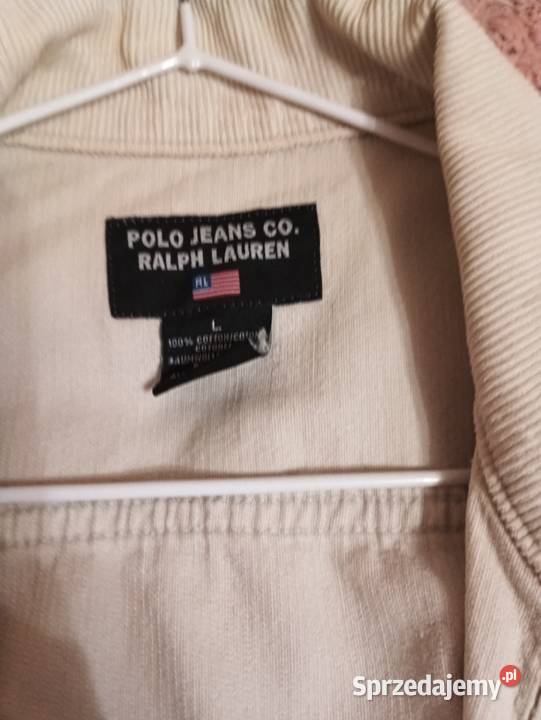 POLO JEANS CO.
RALPH LAUREN
RL
L
100% COTTON/COTON
Sprzedajemy.pl